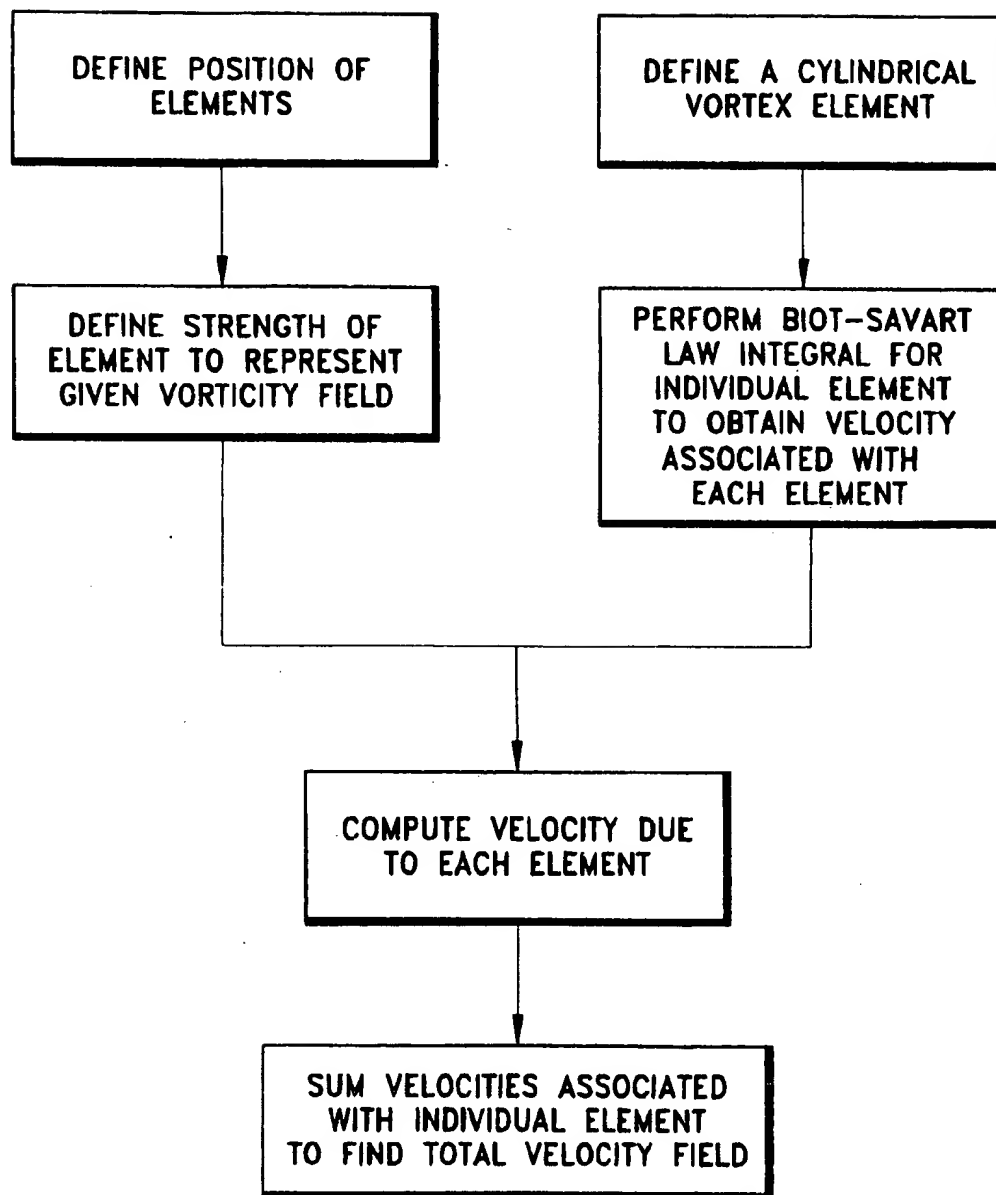 DEFINE POSITION OF
ELEMENTS
DEFINE A CYLINDRICAL
VORTEX ELEMENT
DEFINE STRENGTH OF
ELEMENT TO REPRESENT
GIVEN VORTICITY FIELD
PERFORM BIOT-SAVART
LAW INTEGRAL FOR
INDIVIDUAL ELEMENT
TO OBTAIN VELOCITY
ASSOCIATED WITH
EACH ELEMENT
COMPUTE VELOCITY DUE
TO EACH ELEMENT
SUM VELOCITIES ASSOCIATED
WITH INDIVIDUAL ELEMENT
TO FIND TOTAL VELOCITY FIELD